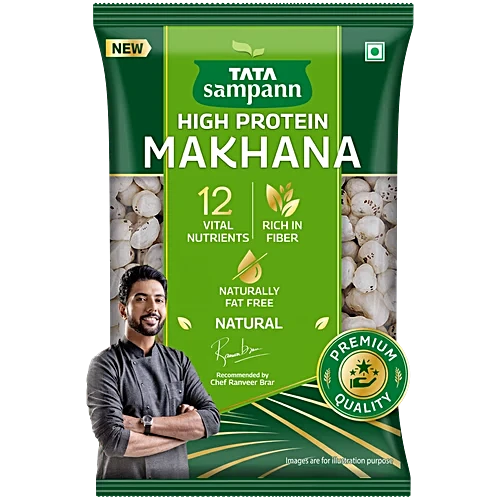 NEW
TATA
sampann
HIGH PROTEIN
MAKHANA
12
VITAL
NUTRIENTS
RICH IN
FIBER
NATURALLY
FAT FREE
NATURAL
Recommended by
Chef Ranveer Brar
PREMIUM
QUALITY
Images are for illustration purpose